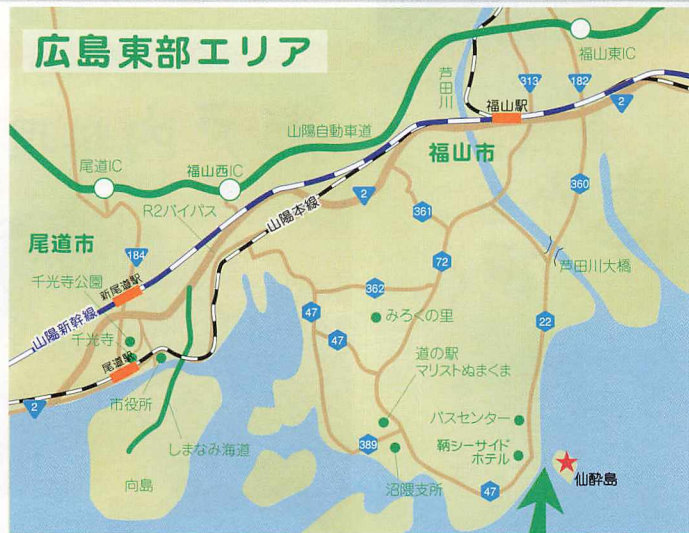 広島東部エリア
福山東IC
芦田川
313
182
福山駅
2
山陽自動車道
福山市
尾道IC
福山西IC
2
360
361
R2バイパス
山陽本線
尾道市
184
72
芦田川大橋
新尾道駅
千光寺公園
362
みろくの里
47
22
山陽新幹線
千光寺
47
道の駅
マリストぬまくま
尾道駅
市役所
2
バスセンター
しまなみ海道
389
鞆シーサイド
ホテル
仙酔島
向島
沼隈支所
47